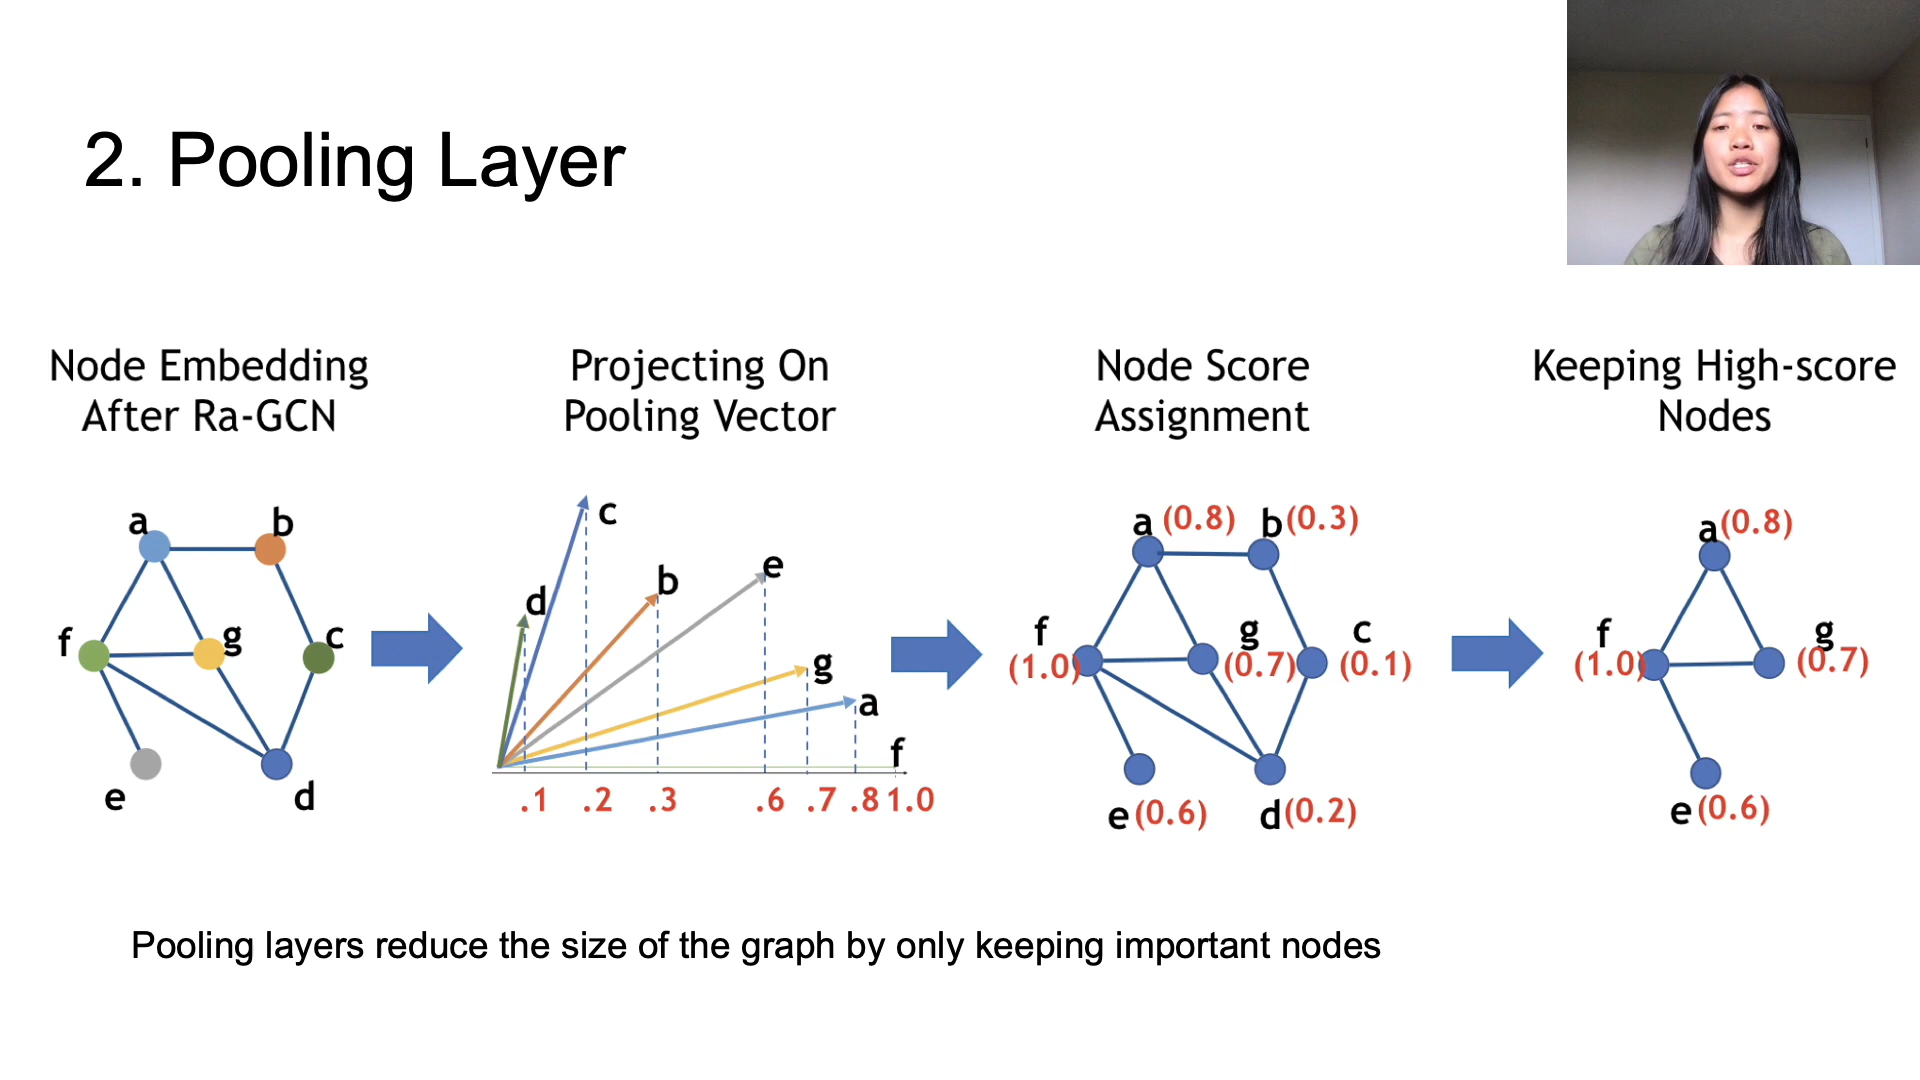 2. Pooling Layer
Node Embedding
After Ra-GCN
Projecting On
Pooling Vector
Node Score
Assignment
Keeping High-score
Nodes
a
b
f
g
c
e
d
c
d
b
e
g
a
f
.1 .2 .3 .6 .7 .8 1.0
a (0.8) b (0.3)
f g c
(1.0) (0.7) (0.1)
e (0.6) d (0.2)
a (0.8)
f g
(1.0) (0.7)
e (0.6)
Pooling layers reduce the size of the graph by only keeping important nodes